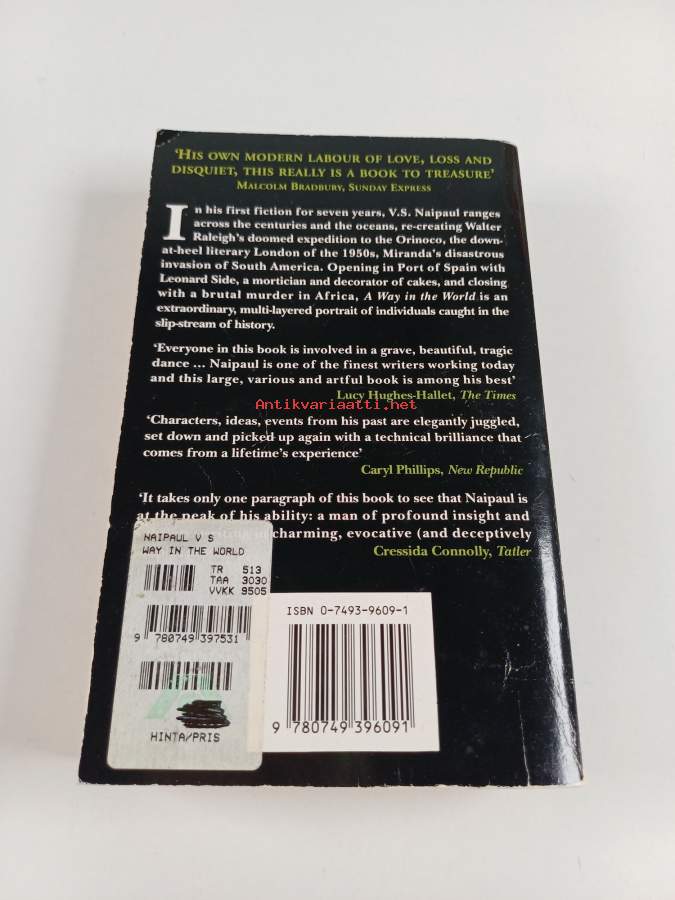 ‘HIS OWN MODERN LABOUR OF LOVE, LOSS AND
DISQUIET, THIS REALLY IS A BOOK TO TREASURE’
MALCOLM BRADBURY, SUNDAY EXPRESS
In his first fiction for seven years, V.S. Naipaul ranges
across the centuries and the oceans, re-creating Walter
Raleigh’s doomed expedition to the Orinoco, the down-
at-heel literary London of the 1950s, Miranda’s disastrous
invasion of South America. Opening in Port of Spain with
Leonard Side, a mortician and decorator of cakes, and closing
with a brutal murder in Africa, A Way in the World is an
extraordinary, multi-layered portrait of individuals caught in the
slip-stream of history.
‘Everyone in this book is involved in a grave, beautiful, tragic
dance ... Naipaul is one of the finest writers working today
and this large, various and artful book is among his best’
Lucy Hughes-Hallet, The Times
Antikvariaatti.net
‘Characters, ideas, events from his past are elegantly juggled,
set down and picked up again with a technical brilliance that
comes from a lifetime’s experience’
Caryl Phillips, New Republic
‘It takes only one paragraph of this book to see that Naipaul is
at the peak of his ability: a man of profound insight and
charming, evocative (and deceptively
Cressida Connolly, Tatler
NAIPAUL V S
WAY IN THE WORLD
TR 513
TAA 3030
VVKK 9505
9 780749 397531
HINTA/PRIS
ISBN 0-7493-9609-1
9 780749 396091